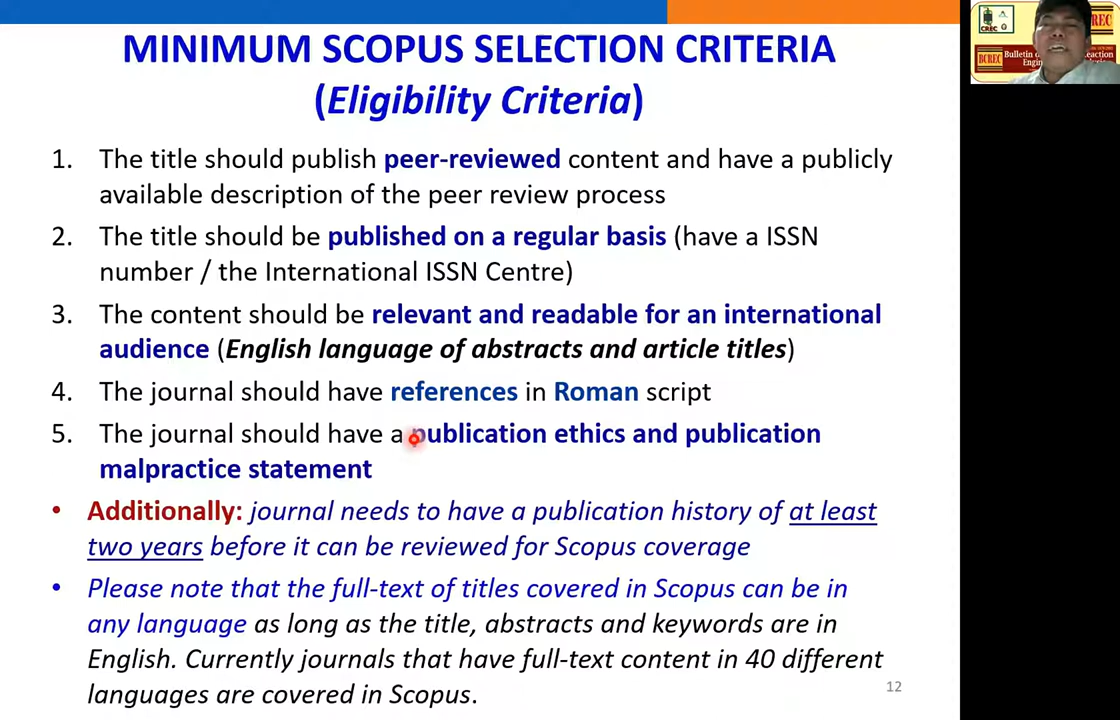 MINIMUM SCOPUS SELECTION CRITERIA
(Eligibility Criteria)
1. The title should publish peer-reviewed content and have a publicly
available description of the peer review process
2. The title should be published on a regular basis (have a ISSN
number / the International ISSN Centre)
3. The content should be relevant and readable for an international
audience (English language of abstracts and article titles)
4. The journal should have references in Roman script
5. The journal should have a publication ethics and publication
malpractice statement
• Additionally: journal needs to have a publication history of at least
two years before it can be reviewed for Scopus coverage
• Please note that the full-text of titles covered in Scopus can be in
any language as long as the title, abstracts and keywords are in
English. Currently journals that have full-text content in 40 different
languages are covered in Scopus.
12
CREC
REC
BCREC
Bulletin